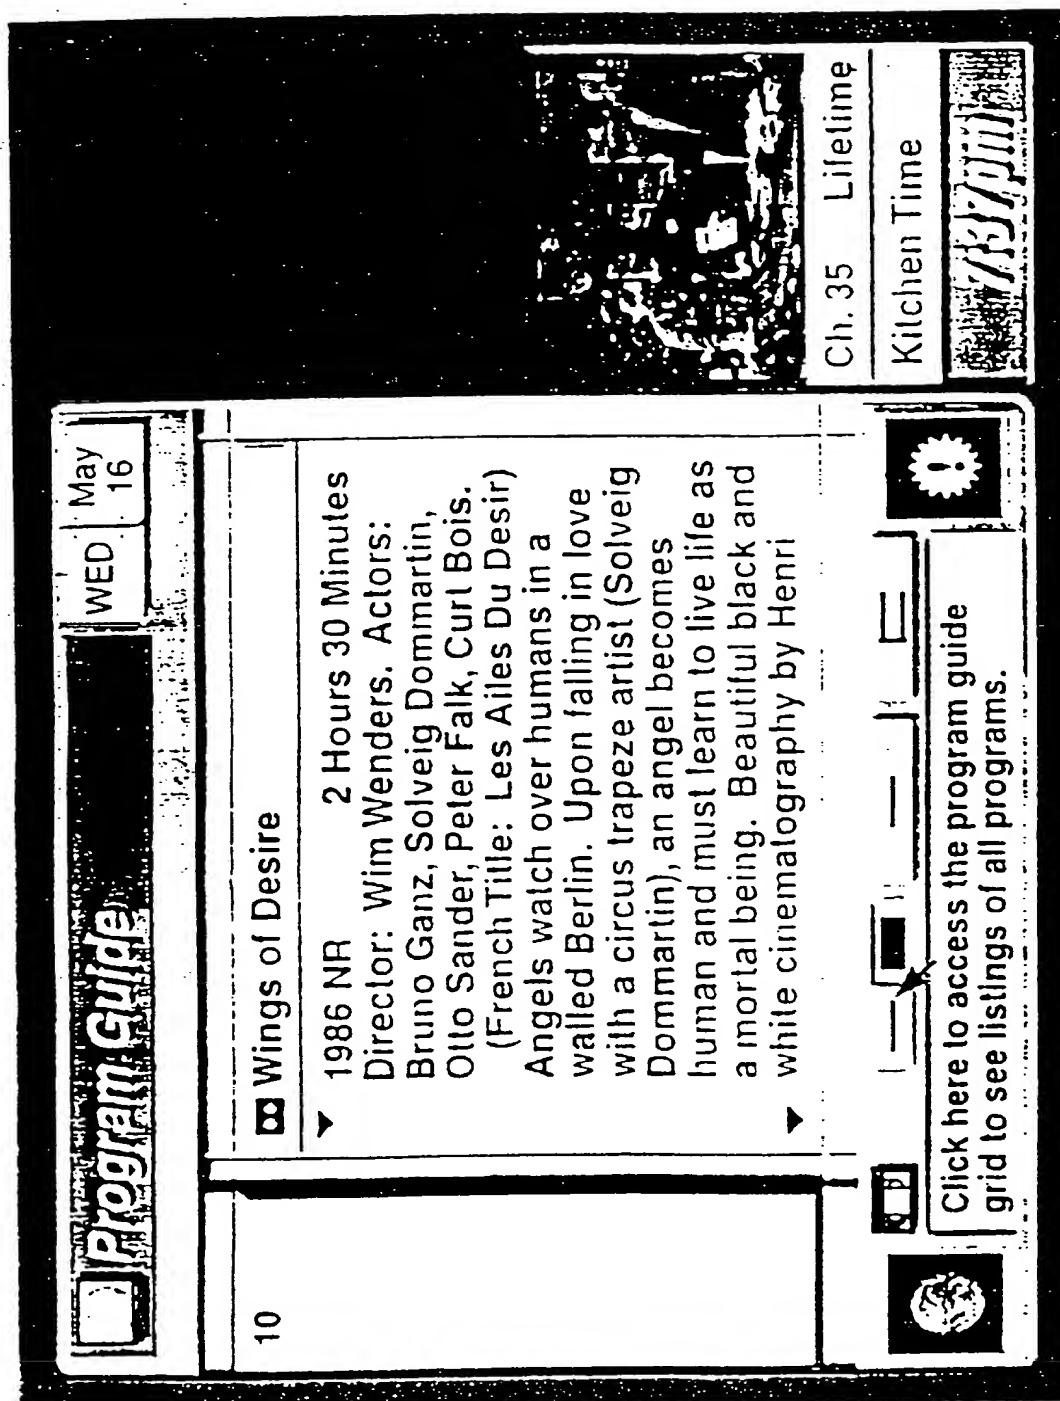 Program Guide
WED
May
16
10
Wings of Desire
1986 NR 2 Hours 30 Minutes
Director: Wim Wenders. Actors:
Bruno Ganz, Solveig Dommartin,
Otto Sander, Peter Falk, Curt Bois.
(French Title: Les Ailes Du Desir)
Angels watch over humans in a
walled Berlin. Upon falling in love
with a circus trapeze artist (Solveig
Dommartin), an angel becomes
human and must learn to live life as
a mortal being. Beautiful black and
white cinematography by Henri
!
Click here to access the program guide
grid to see listings of all programs.
Ch. 35 Lifetime
Kitchen Time
7:37pm